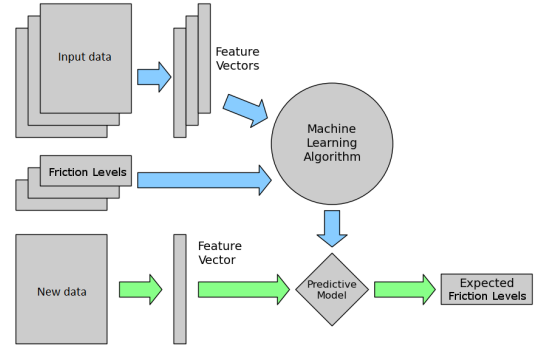 Input data
Feature
Vectors
Machine
Learning
Algorithm
Friction Levels
Feature
Vector
New data
Predictive
Model
Expected
Friction Levels